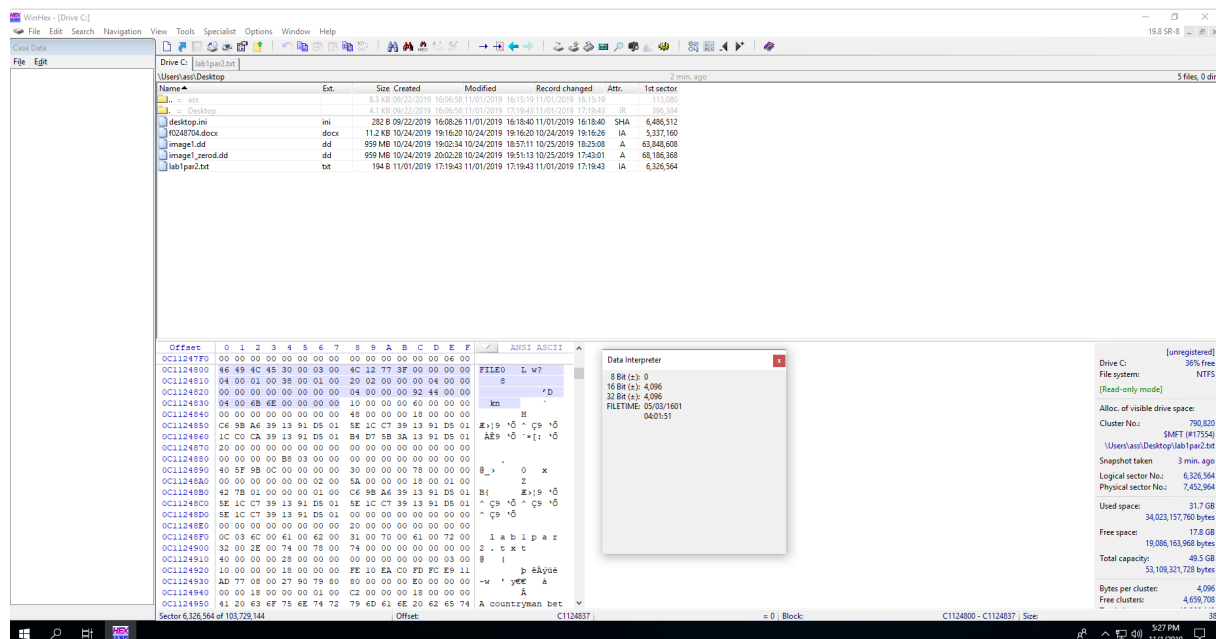 WinHex - [Drive C:]
File Edit Search Navigation View Tools Specialist Options Window Help
19.8 SR-8
Case Data
File Edit
Drive C: lab1par2.txt
\Users\ass\Desktop 2 min. ago 5 files, 0 dir
Name Ext. Size Created Modified Record changed Attr. 1st sector
.. = ass 8.3 KB 09/22/2019 16:06:58 11/01/2019 16:15:19 11/01/2019 16:15:19 113,080
. = Desktop 4.1 KB 09/22/2019 16:06:58 11/01/2019 17:19:43 11/01/2019 17:19:43 IR 396,384
desktop.ini ini 282 B 09/22/2019 16:08:26 11/01/2019 16:18:40 11/01/2019 16:18:40 SHA 6,486,512
f0248704.docx docx 11.2 KB 10/24/2019 19:16:20 10/24/2019 19:16:20 10/24/2019 19:16:26 IA 5,337,160
image1.dd dd 959 MB 10/24/2019 19:02:34 10/24/2019 18:57:11 10/25/2019 18:25:08 A 63,848,608
image1_zerod.dd dd 959 MB 10/24/2019 20:02:28 10/24/2019 19:51:13 10/25/2019 17:43:01 A 68,186,368
lab1par2.txt txt 194 B 11/01/2019 17:19:43 11/01/2019 17:19:43 11/01/2019 17:19:43 IA 6,326,564
Offset 0 1 2 3 4 5 6 7 8 9 A B C D E F ANSI ASCII
0C11247F0 00 00 00 00 00 00 00 00 00 00 00 00 00 00 06 00
0C1124800 46 49 4C 45 30 00 03 00 4C 12 77 3F 00 00 00 00 FILE0 L w?
0C1124810 04 00 01 00 38 00 01 00 20 02 00 00 00 04 00 00 8
0C1124820 00 00 00 00 00 00 00 00 04 00 00 00 92 44 00 00 'D
0C1124830 04 00 6B 6E 00 00 00 00 10 00 00 00 60 00 00 00 kn `
0C1124840 00 00 00 00 00 00 00 00 48 00 00 00 18 00 00 00 H
0C1124850 C6 9B A6 39 13 91 D5 01 5E 1C C7 39 13 91 D5 01 Æ›¦9 ‘Õ ^ Ç9 ‘Õ
0C1124860 1C C0 CA 39 13 91 D5 01 B4 D7 5B 3A 13 91 D5 01 ÀÊ9 ‘Õ ´×[: ‘Õ
0C1124870 20 00 00 00 00 00 00 00 00 00 00 00 00 00 00 00
0C1124880 00 00 00 00 B8 03 00 00 00 00 00 00 00 00 00 00 ¸
0C1124890 40 5F 9B 0C 00 00 00 00 30 00 00 00 78 00 00 00 @_› 0 x
0C11248A0 00 00 00 00 00 00 02 00 5A 00 00 00 18 00 01 00 Z
0C11248B0 42 7B 01 00 00 00 01 00 C6 9B A6 39 13 91 D5 01 B{ Æ›¦9 ‘Õ
0C11248C0 5E 1C C7 39 13 91 D5 01 5E 1C C7 39 13 91 D5 01 ^ Ç9 ‘Õ ^ Ç9 ‘Õ
0C11248D0 5E 1C C7 39 13 91 D5 01 00 00 00 00 00 00 00 00 ^ Ç9 ‘Õ
0C11248E0 00 00 00 00 00 00 00 00 20 00 00 00 00 00 00 00
0C11248F0 0C 03 6C 00 61 00 62 00 31 00 70 00 61 00 72 00 l a b 1 p a r
0C1124900 32 00 2E 00 74 00 78 00 74 00 00 00 00 00 00 00 2 . t x t
0C1124910 40 00 00 00 28 00 00 00 00 00 00 00 00 00 03 00 @ (
0C1124920 10 00 00 00 18 00 00 00 FE 10 EA C0 FD FC E9 11 þ êÀýüé
0C1124930 AD 77 08 00 27 90 79 80 80 00 00 00 E0 00 00 00 -w ' y€€ à
0C1124940 00 00 18 00 00 00 01 00 C2 00 00 00 18 00 00 00 Â
0C1124950 41 20 63 6F 75 6E 74 72 79 6D 61 6E 20 62 65 74 A countryman bet
Data Interpreter
8 Bit (±): 0
16 Bit (±): 4,096
32 Bit (±): 4,096
FILETIME: 05/03/1601
04:01:51
[unregistered]
Drive C: 36% free
File system: NTFS
[Read-only mode]
Alloc. of visible drive space:
Cluster No.: 790,820
$MFT (#17554)
\Users\ass\Desktop\lab1par2.txt
Snapshot taken 3 min. ago
Logical sector No.: 6,326,564
Physical sector No.: 7,452,964
Used space: 31.7 GB
34,023,157,760 bytes
Free space: 17.8 GB
19,086,163,968 bytes
Total capacity: 49.5 GB
53,109,321,728 bytes
Bytes per cluster: 4,096
Free clusters: 4,659,708
Sector 6,326,564 of 103,729,144 Offset: C1124837 = 0 Block: C1124800 - C1124837 Size: 38
HEX
5:27 PM